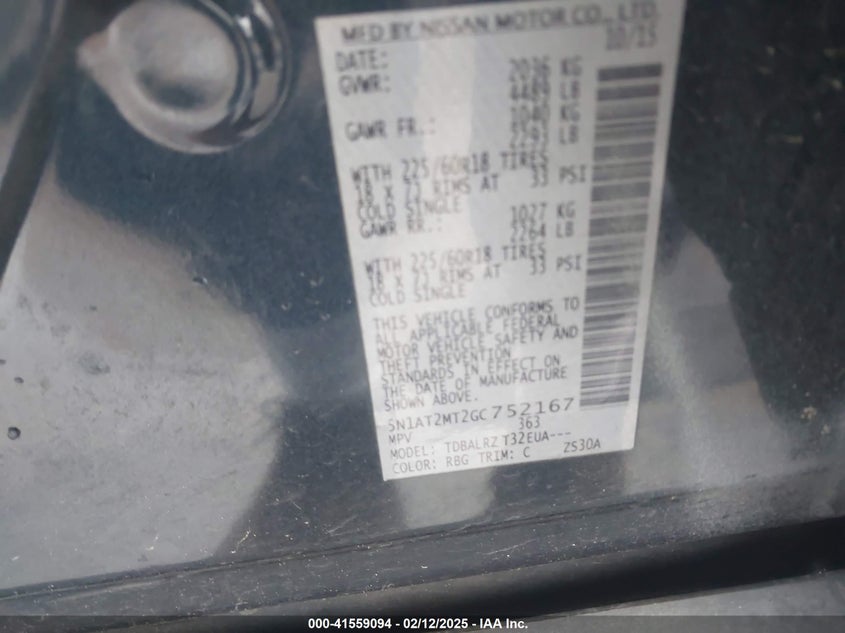 MFD BY NISSAN MOTOR CO., LTD.
DATE: 10/15
GVWR: 2036 KG
4489 LB
GAWR FR.: 1040 KG
2293 LB
WITH 225/60R18 TIRES
18 X 7J RIMS AT 33 PSI
COLD SINGLE
GAWR RR.: 1027 KG
2264 LB
WITH 225/60R18 TIRES
18 X 7J RIMS AT 33 PSI
COLD SINGLE
THIS VEHICLE CONFORMS TO
ALL APPLICABLE FEDERAL
MOTOR VEHICLE SAFETY AND
THEFT PREVENTION
STANDARDS IN EFFECT ON
THE DATE OF MANUFACTURE
SHOWN ABOVE.
5N1AT2MT2GC752167
MPV 363
MODEL: TDBALRZ T32EUA---
COLOR: RBG TRIM: C ZS30A
000-41559094 - 02/12/2025 - IAA Inc.